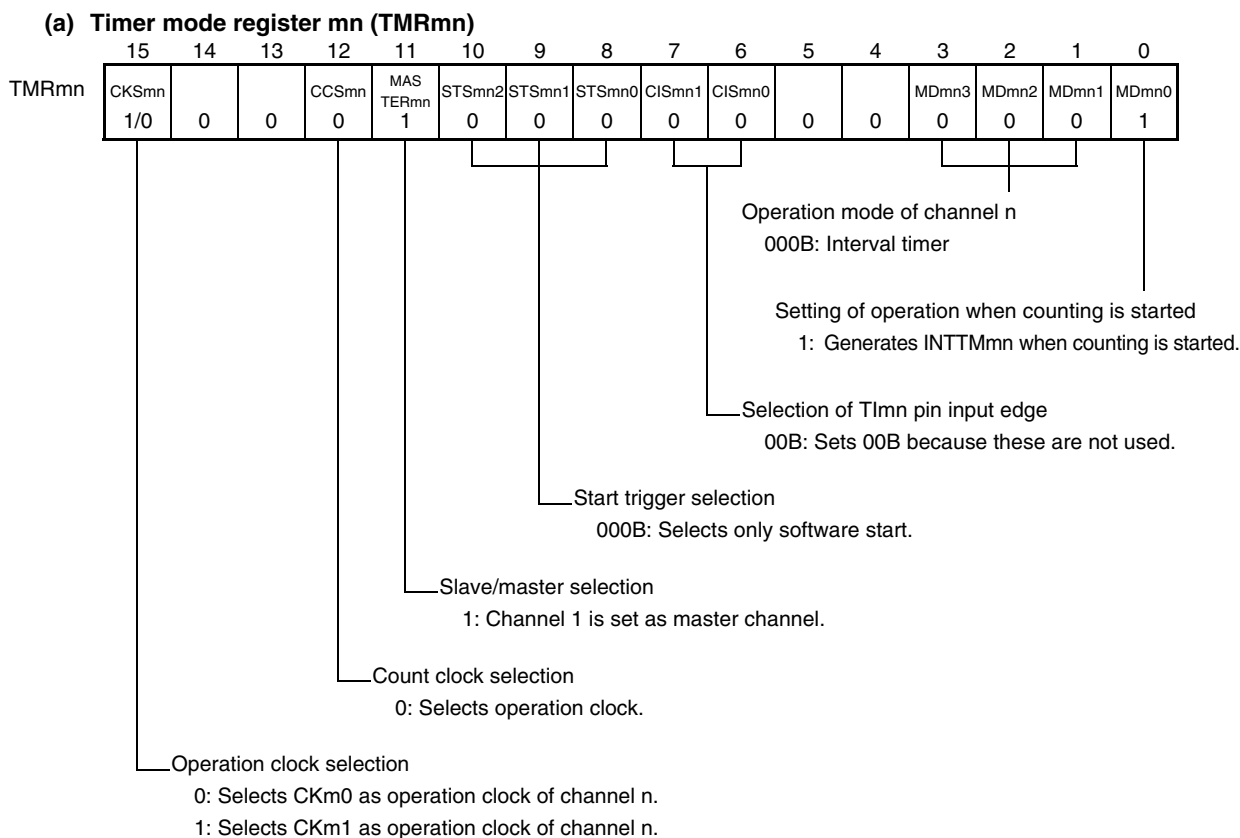 (a) Timer mode register mn (TMRmn)
15 14 13 12 11 10 9 8 7 6 5 4 3 2 1 0
TMRmn CKSmn CCSmn MAS TERmn STSmn2 STSmn1 STSmn0 CISmn1 CISmn0 MDmn3 MDmn2 MDmn1 MDmn0
1/0 0 0 0 1 0 0 0 0 0 0 0 0 0 0 1
Operation mode of channel n
000B: Interval timer
Setting of operation when counting is started
1: Generates INTTMmn when counting is started.
Selection of TImn pin input edge
00B: Sets 00B because these are not used.
Start trigger selection
000B: Selects only software start.
Slave/master selection
1: Channel 1 is set as master channel.
Count clock selection
0: Selects operation clock.
Operation clock selection
0: Selects CKm0 as operation clock of channel n.
1: Selects CKm1 as operation clock of channel n.